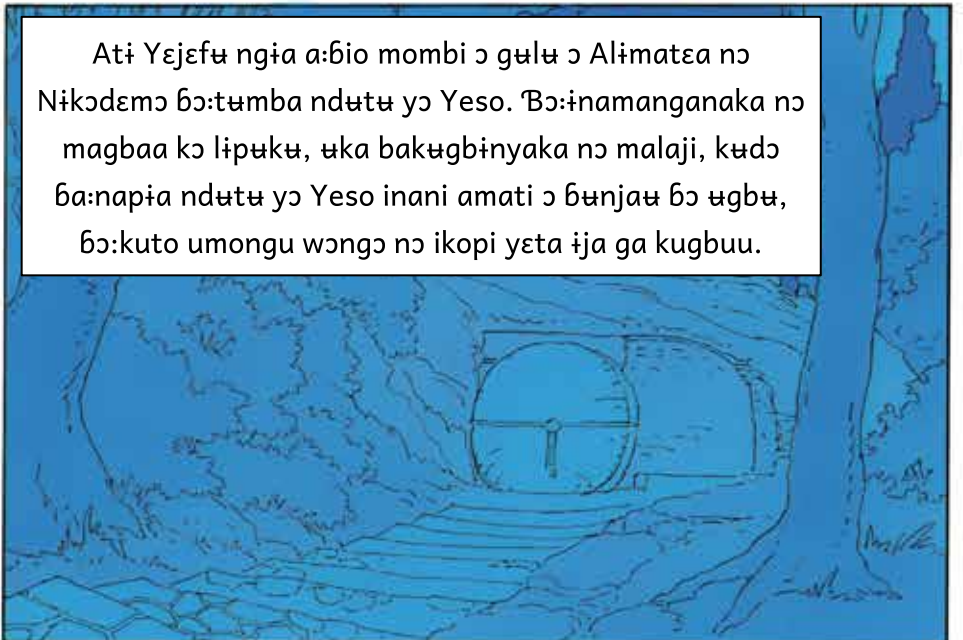 Atɨ Yɛjɛfʉ ngɨa a꞉ɓio mombi ɔ gʉlʉ ɔ Alɨmatɛa nɔ
Nɨkɔdɛmɔ ɓɔ꞉tʉmba ndʉtʉ yɔ Yeso. Ɓɔ꞉ɨnamanganaka nɔ
magbaa kɔ lɨpʉkʉ, ʉka bakʉgbɨnyaka nɔ malaji, kʉdɔ
ɓa꞉napɨa ndʉtʉ yɔ Yeso inani amati ɔ ɓʉnjaʉ ɓɔ ʉgbʉ,
ɓɔ꞉kuto umongu wɔngɔ nɔ ikopi yɛta ɨja ga kugbuu.